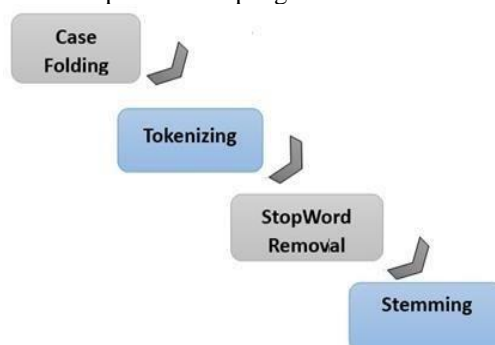 Case
Folding
Tokenizing
StopWord
Removal
Stemming